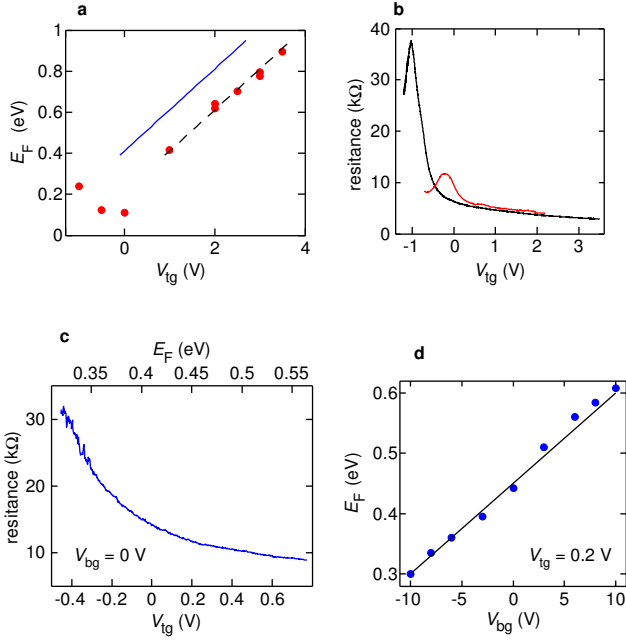 a
1
0.8
0.6
0.4
0.2
0
E_F (eV)
0 2 4
V_tg (V)
b
40
30
20
10
0
resitance (kΩ)
-1 0 1 2 3
V_tg (V)
c
E_F (eV)
0.35 0.4 0.45 0.5 0.55
30
20
10
resitance (kΩ)
V_bg = 0 V
-0.4 -0.2 0 0.2 0.4 0.6
V_tg (V)
d
0.6
0.5
0.4
0.3
E_F (eV)
V_tg = 0.2 V
-10 -5 0 5 10
V_bg (V)